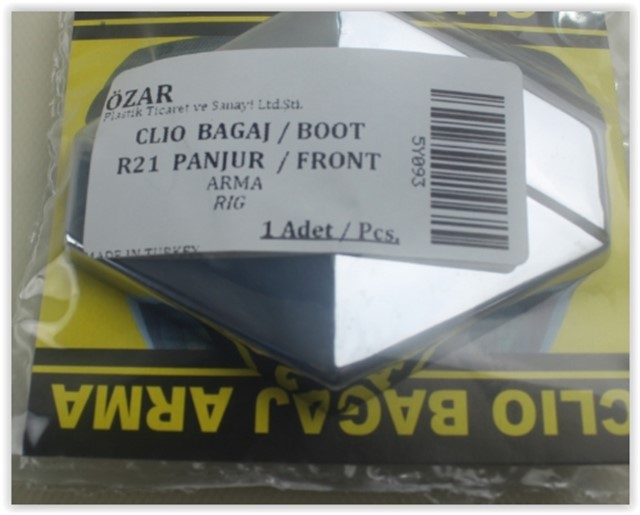 ÖZAR
Plastik Ticaret ve Sanayi Ltd.Sti.
CLIO BAGAJ / BOOT
R21 PANJUR / FRONT
ARMA
RIG
1 Adet / Pcs.
MADE IN TURKEY
5Y093
CLIO BAGAJ ARMA